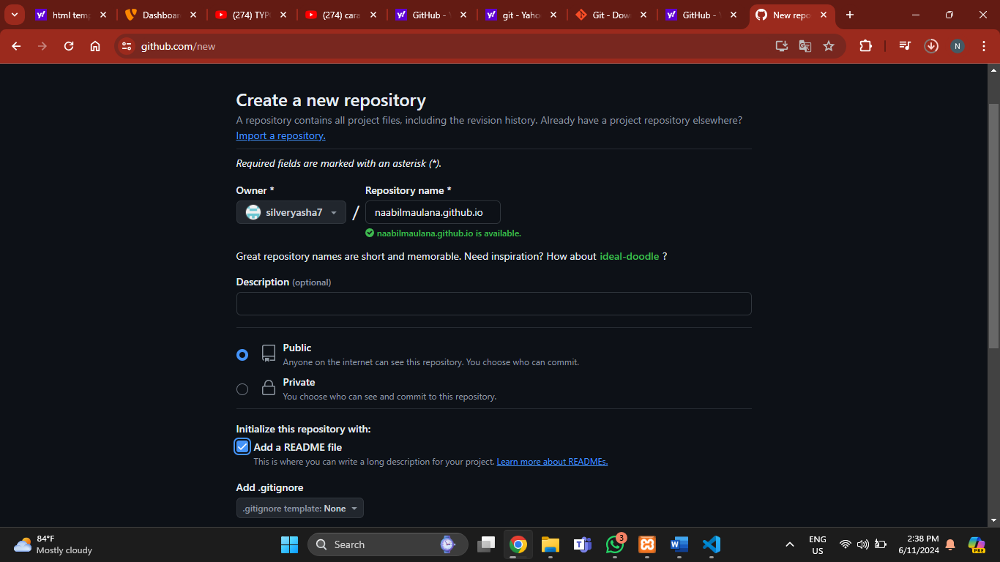 html temp
Dashboar
(274) TYP
(274) cara
GitHub - Y
git - Yaho
Git - Dow
GitHub - Y
New repo
github.com/new
N
Create a new repository
A repository contains all project files, including the revision history. Already have a project repository elsewhere?
Import a repository.
Required fields are marked with an asterisk (*).
Owner *
Repository name *
silveryasha7
/
naabilmaulana.github.io
naabilmaulana.github.io is available.
Great repository names are short and memorable. Need inspiration? How about ideal-doodle ?
Description (optional)
Public
Anyone on the internet can see this repository. You choose who can commit.
Private
You choose who can see and commit to this repository.
Initialize this repository with:
Add a README file
This is where you can write a long description for your project. Learn more about READMEs.
Add .gitignore
.gitignore template: None
84°F
Mostly cloudy
Search
3
ENG
US
2:38 PM
6/11/2024
PRE